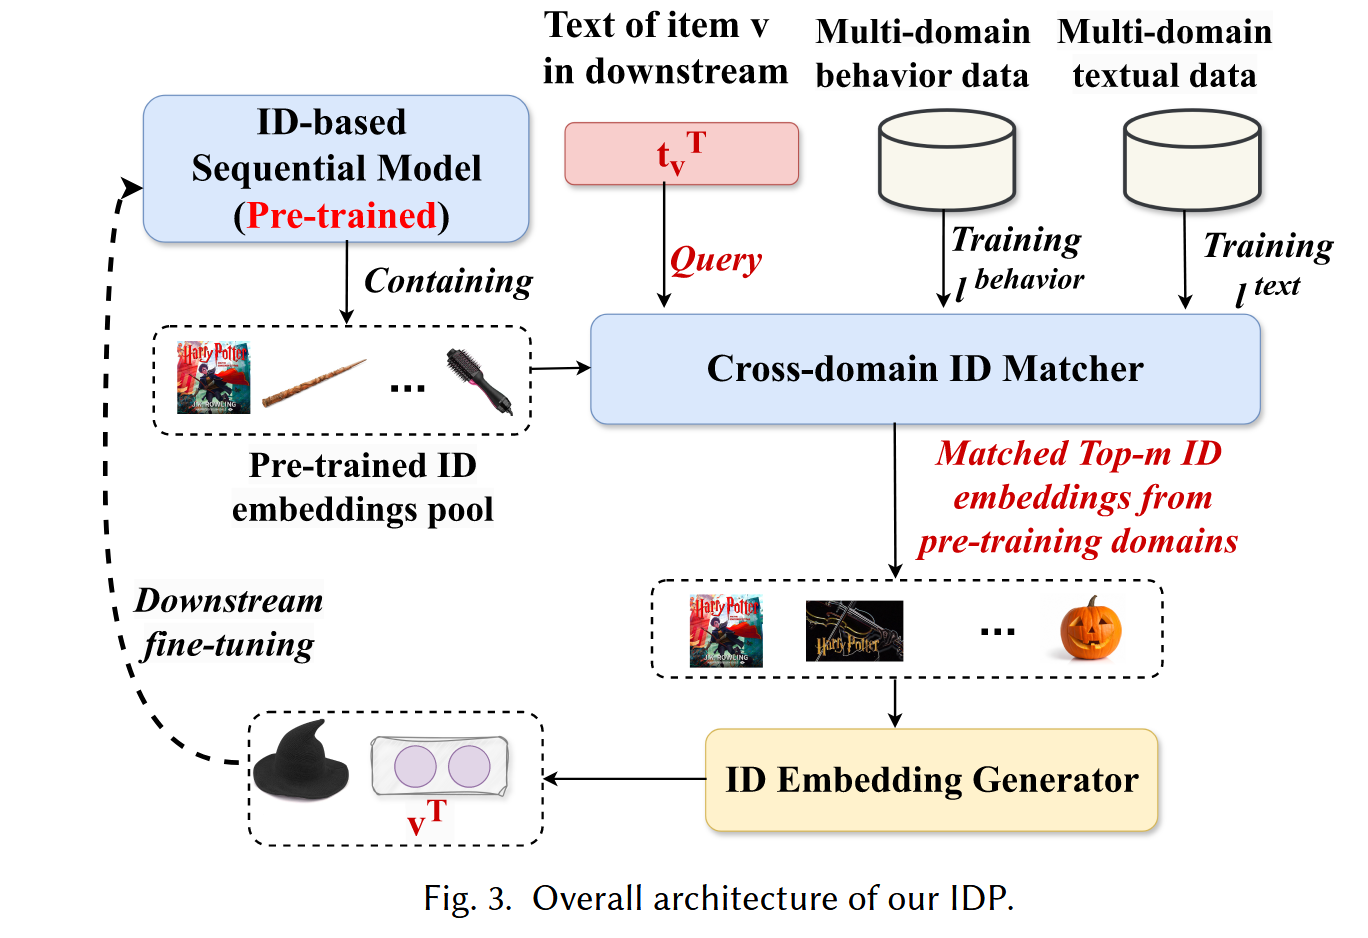 Text of item v
in downstream
Multi-domain
behavior data
Multi-domain
textual data
ID-based
Sequential Model
(Pre-trained)
t_v^T
Containing
Query
Training
l^behavior
Training
l^text
Harry Potter
J.K. ROWLING
...
Cross-domain ID Matcher
Pre-trained ID
embeddings pool
Matched Top-m ID
embeddings from
pre-training domains
Harry Potter
J.K. ROWLING
Harry Potter
...
Downstream
fine-tuning
v^T
ID Embedding Generator
Fig. 3. Overall architecture of our IDP.